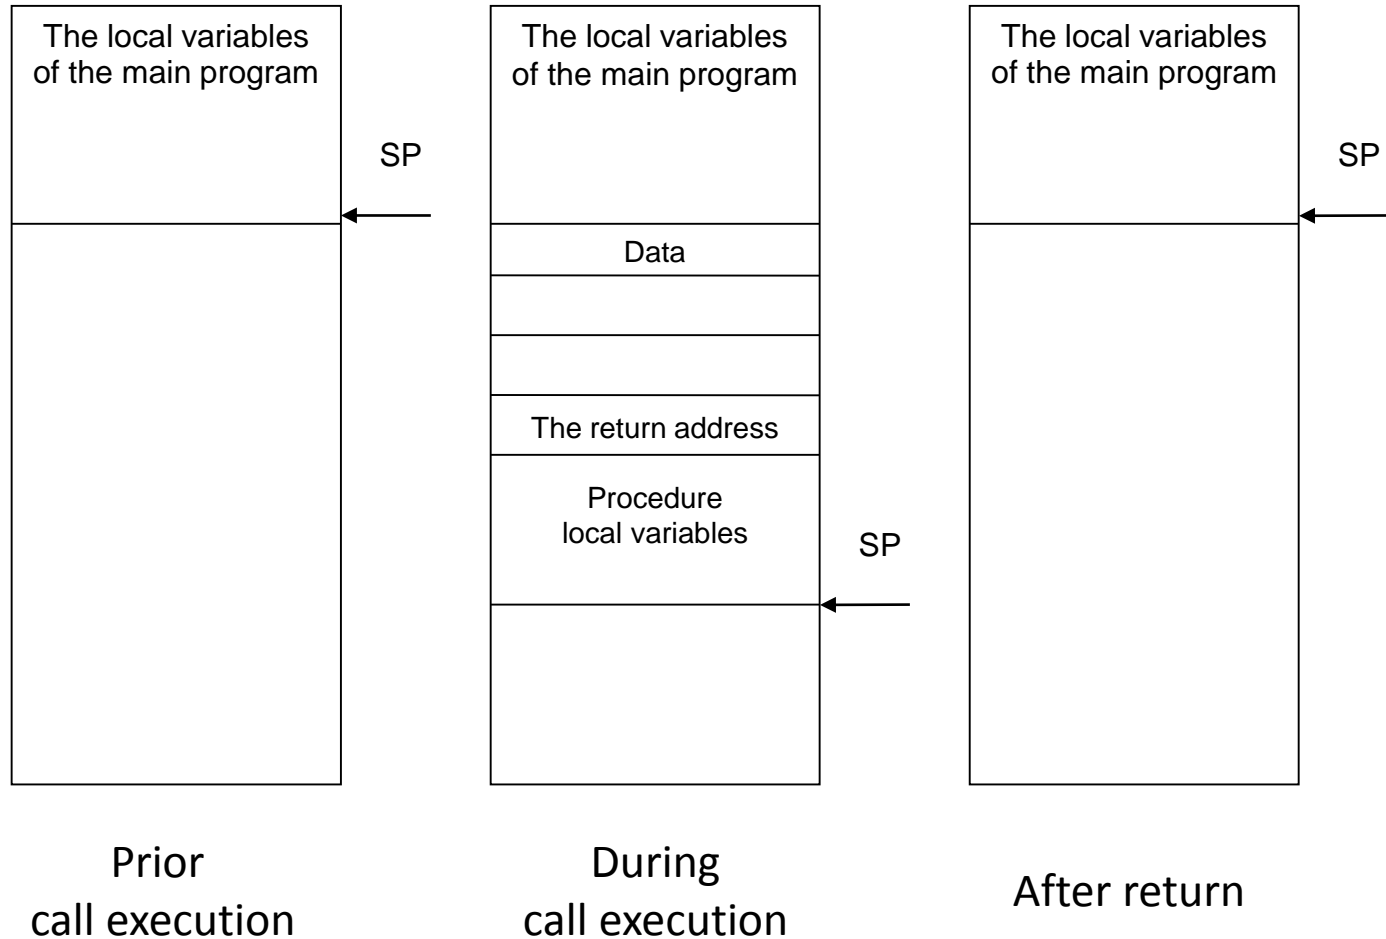 The local variables
of the main program
SP
Prior
call execution
The local variables
of the main program
Data
The return address
Procedure
local variables
SP
During
call execution
The local variables
of the main program
SP
After return